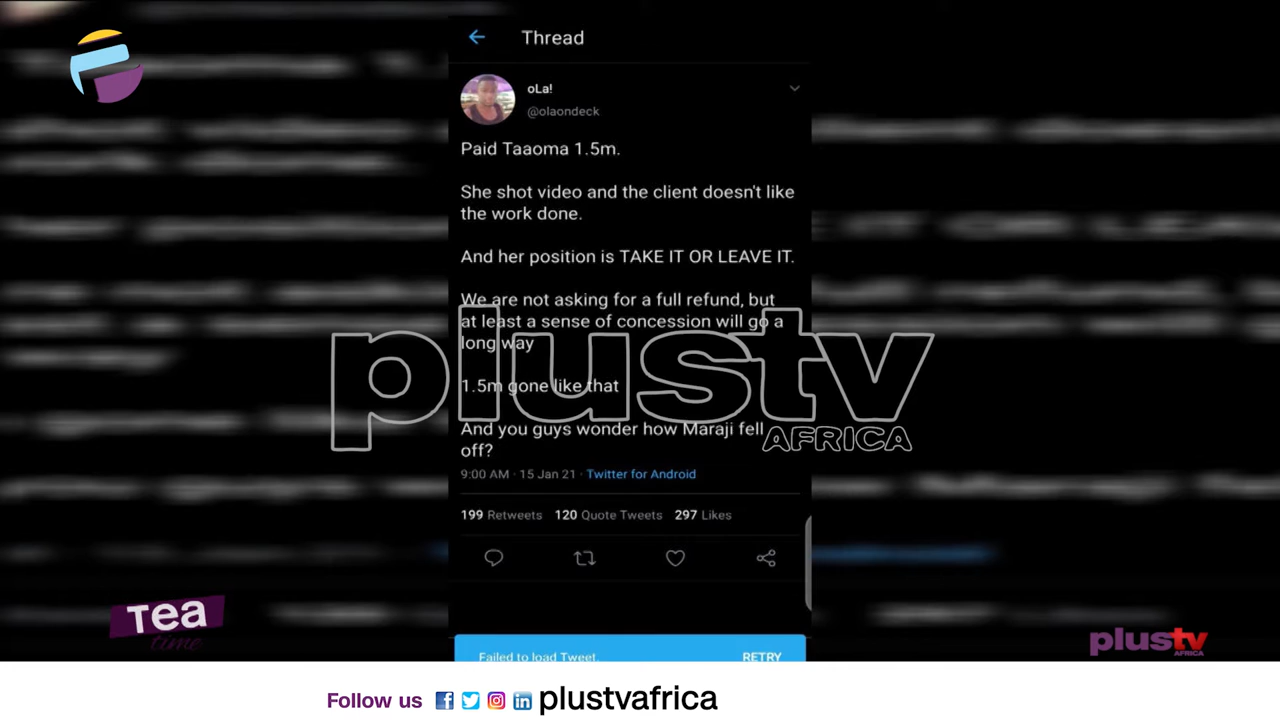 Thread
oLa!
@olaondeck
Paid Taaoma 1.5m.
She shot video and the client doesn't like
the work done.
And her position is TAKE IT OR LEAVE IT.
We are not asking for a full refund, but
at least a sense of concession will go a
long way
1.5m gone like that
And you guys wonder how Maraji fell
off?
9:00 AM · 15 Jan 21 · Twitter for Android
199 Retweets 120 Quote Tweets 297 Likes
plustv
AFRICA
Failed to load Tweet. RETRY
Tea
time
plustv
AFRICA
Follow us plustvafrica